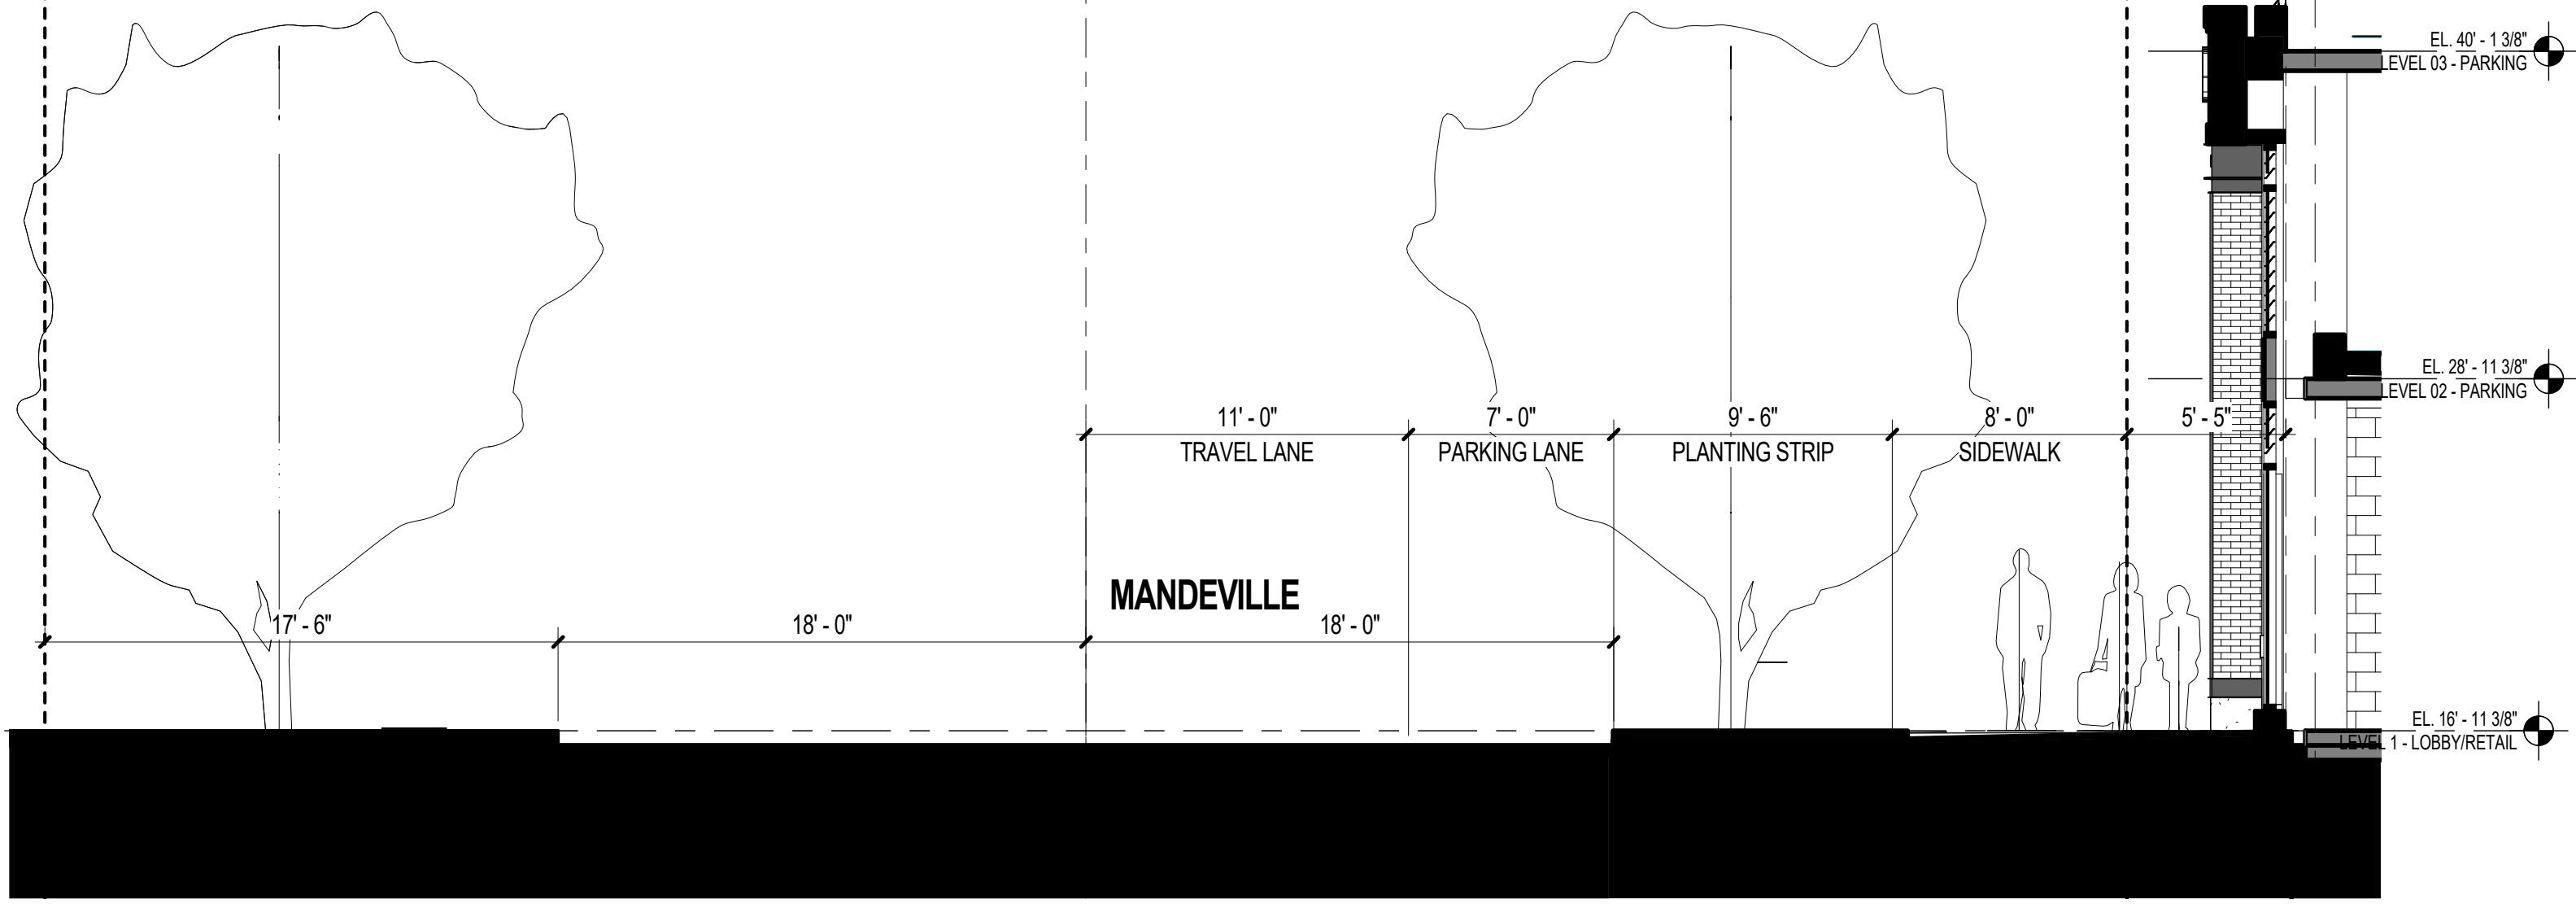 EL. 40' - 1 3/8"
LEVEL 03 - PARKING
EL. 28' - 11 3/8"
LEVEL 02 - PARKING
11' - 0"
7' - 0"
9' - 6"
8' - 0"
5' - 5"
TRAVEL LANE
PARKING LANE
PLANTING STRIP
SIDEWALK
MANDEVILLE
17' - 6"
18' - 0"
18' - 0"
EL. 16' - 11 3/8"
LEVEL 1 - LOBBY/RETAIL